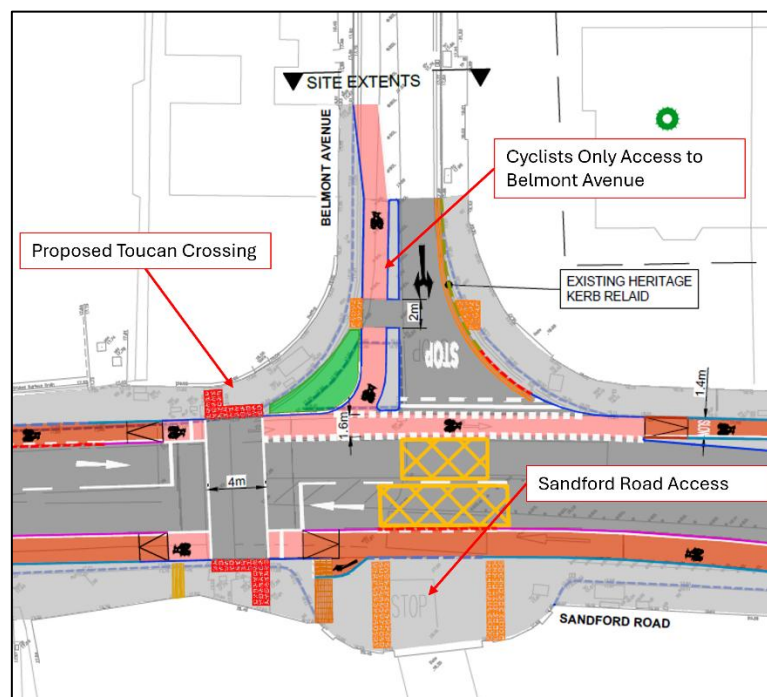 SITE EXTENTS
BELMONT AVENUE
Cyclists Only Access to
Belmont Avenue
Proposed Toucan Crossing
EXISTING HERITAGE
KERB RELAID
2m
STOP
1.4m
1.6m
SLOW
4m
Sandford Road Access
STOP
SANDFORD ROAD